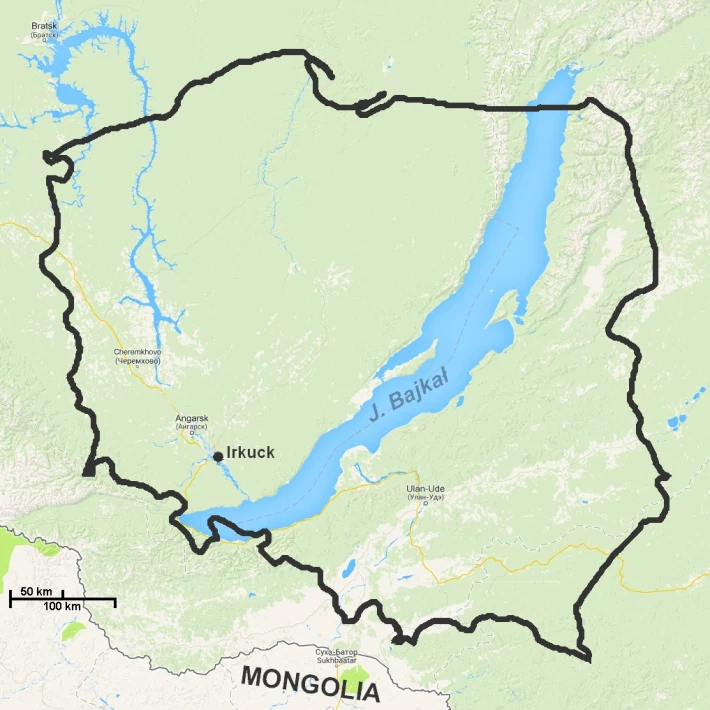 Bratsk
(Братск)
Cheremkhovo
(Черемхово)
J. Bajkał
Angarsk
(Ангарск)
Irkuck
Ulan-Ude
(Улан-Удэ)
50 km
100 km
Сухэ-Батор
Sukhbaatar
MONGOLIA